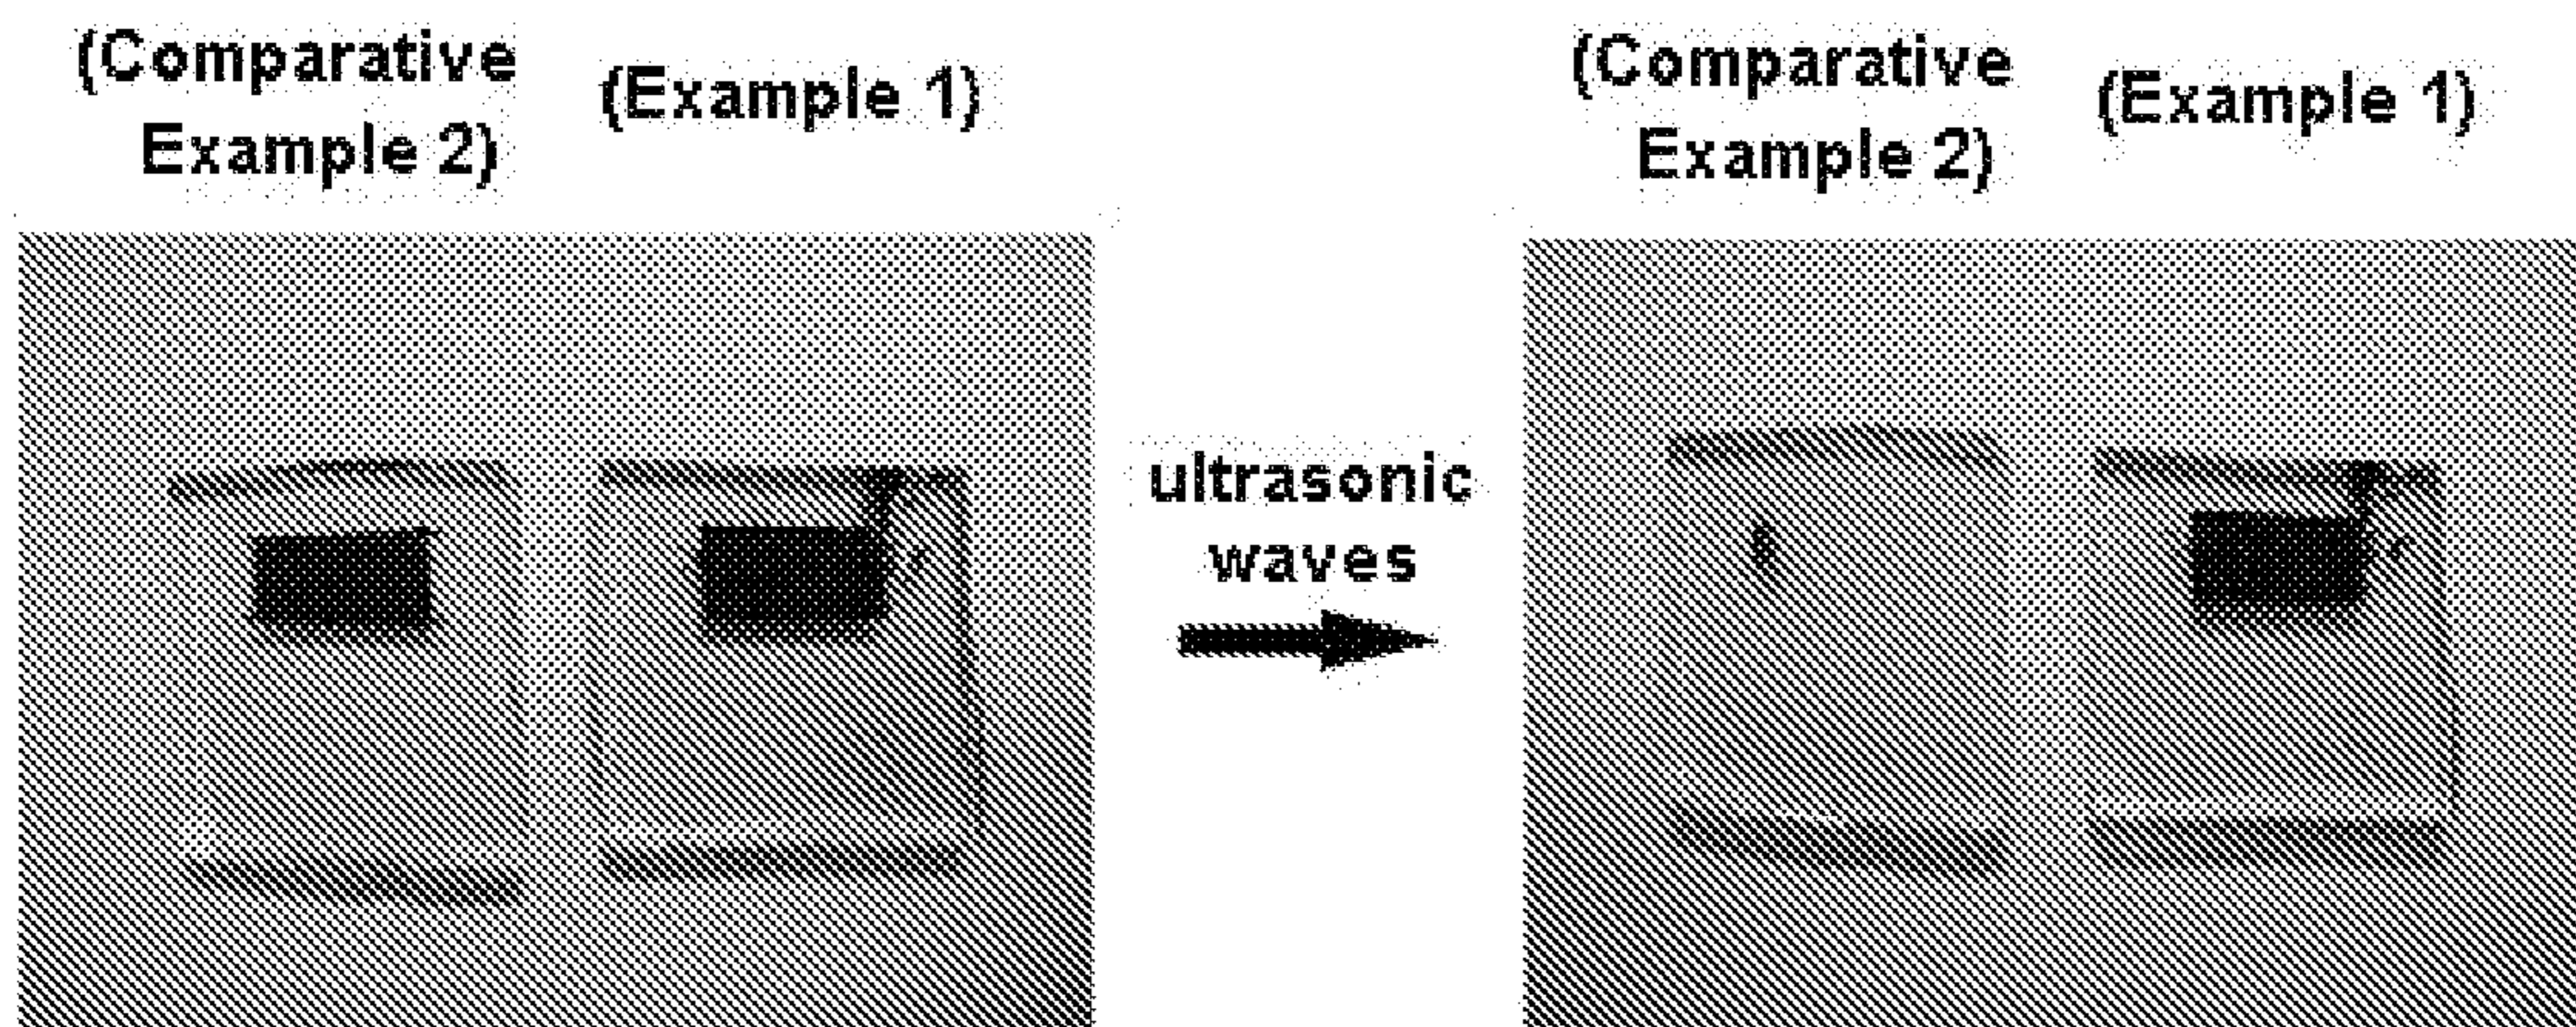 (Comparative
Example 2)
(Example 1)
(Comparative
Example 2)
(Example 1)
ultrasonic
waves